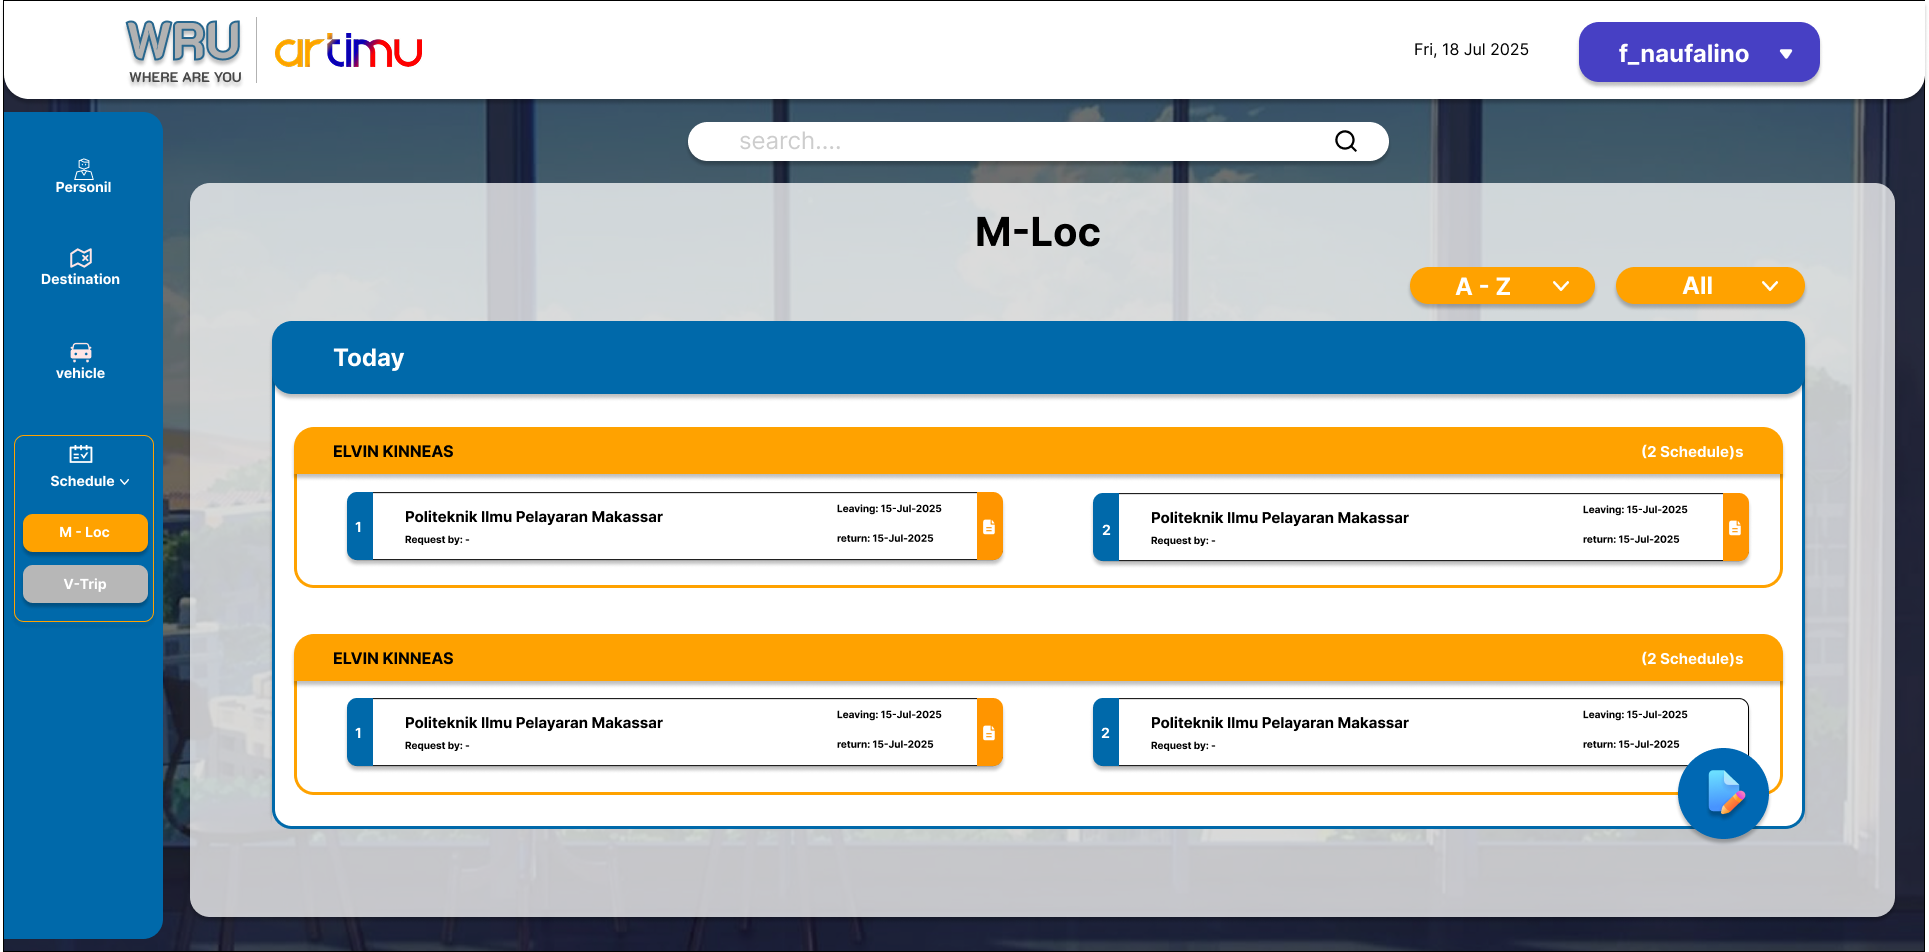 WRU
WHERE ARE YOU
artimu
Fri, 18 Jul 2025
f_naufalino
search....
Personil
Destination
vehicle
Schedule
M - Loc
V-Trip
M-Loc
A - Z
All
Today
ELVIN KINNEAS
(2 Schedule)s
1
Politeknik Ilmu Pelayaran Makassar
Request by: -
Leaving: 15-Jul-2025
return: 15-Jul-2025
2
Politeknik Ilmu Pelayaran Makassar
Request by: -
Leaving: 15-Jul-2025
return: 15-Jul-2025
ELVIN KINNEAS
(2 Schedule)s
1
Politeknik Ilmu Pelayaran Makassar
Request by: -
Leaving: 15-Jul-2025
return: 15-Jul-2025
2
Politeknik Ilmu Pelayaran Makassar
Request by: -
Leaving: 15-Jul-2025
return: 15-Jul-2025